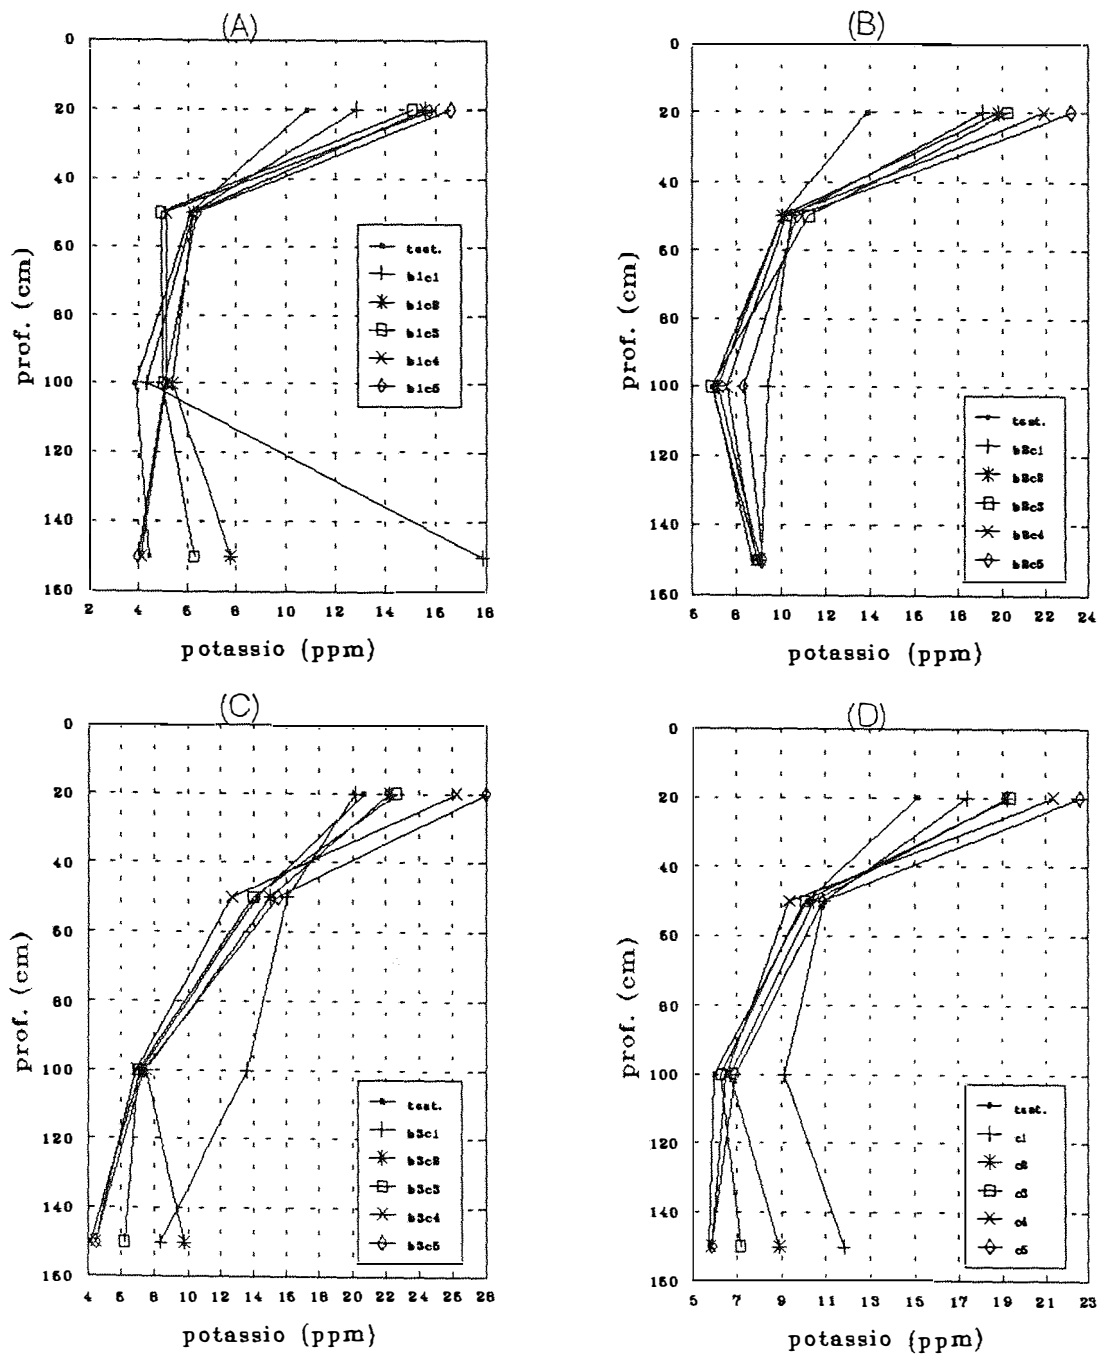 (A)
0
20
40
60
80
100
120
140
160
prof. (cm)
2 4 6 8 10 12 14 16 18
potassio (ppm)
test.
b1c1
b1c2
b1c3
b1c4
b1c5
(B)
0
20
40
60
80
100
120
140
160
prof. (cm)
6 8 10 12 14 16 18 20 22 24
potassio (ppm)
test.
b2c1
b2c2
b2c3
b2c4
b2c5
(C)
0
20
40
60
80
100
120
140
160
prof. (cm)
4 6 8 10 12 14 16 18 20 22 24 26 28
potassio (ppm)
test.
b3c1
b3c2
b3c3
b3c4
b3c5
(D)
0
20
40
60
80
100
120
140
160
prof. (cm)
5 7 9 11 13 15 17 19 21 23
potassio (ppm)
test.
c1
c2
c3
c4
c5